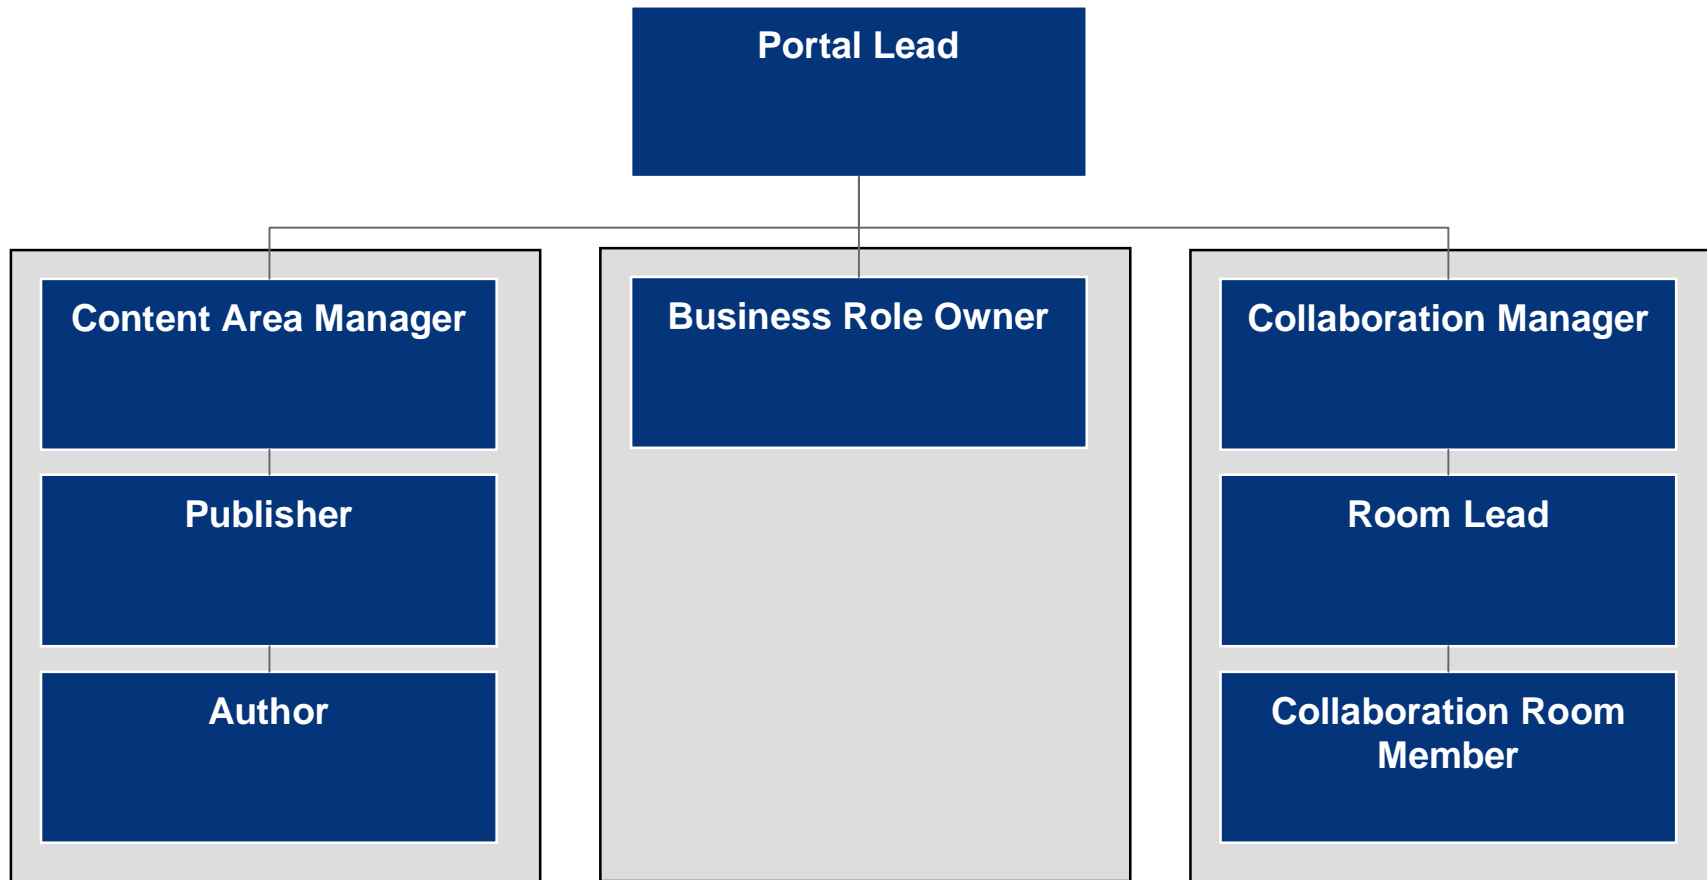 Portal Lead
Content Area Manager
Business Role Owner
Collaboration Manager
Publisher
Room Lead
Author
Collaboration Room
Member